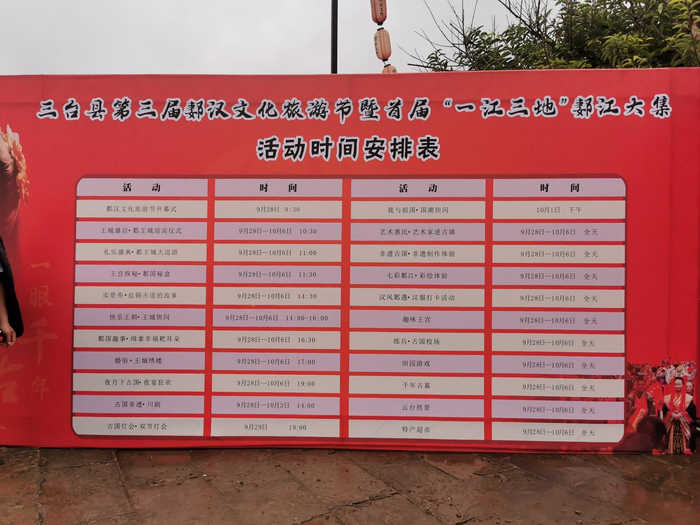 三台县第三届郪汉文化旅游节暨首届“一江三地”郪江大集
活动时间安排表
活 动 时 间 活 动 时 间
郪汉文化旅游节开幕式 9月28日 9:30 我与祖国·国潮快闪 10月1日 下午
王城盛启·郪王城迎宾仪式 9月28日—10月6日 10:30 艺术惠民·艺术家进古镇 9月28日—10月6日 全天
礼乐盛典·郪王城大巡游 9月28日—10月6日 11:00 非遗古国·非遗制作体验 9月28日—10月6日 全天
王宫探秘·郪国秘盒 9月28日—10月6日 11:30 七彩郪江·彩绘体验 9月28日—10月6日 全天
实景秀·盐铜古道的故事 9月28日—10月6日 14:30 汉风郪遇·汉服打卡活动 9月28日—10月6日 全天
快乐王朝·王城快闪 9月28日—10月6日 14:00-16:00 趣味王宫 9月28日—10月6日 全天
郪国趣事·缉拿幸福耙耳朵 9月28日—10月6日 16:30 练兵·古国校场 9月28日—10月6日 全天
婚俗·王城绣楼 9月28日—10月6日 17:00 田园游戏 9月28日—10月6日 全天
夜月下古国·夜宴狂欢 9月28日—10月6日 19:00 千年古墓 9月28日—10月6日 全天
古国非遗·川剧 9月28日—10月3日 14:00 云台胜景 9月28日—10月6日 全天
古国灯会·双节灯会 9月29日 19:00 特产超市 9月28日—10月6日 全天
一眼千年